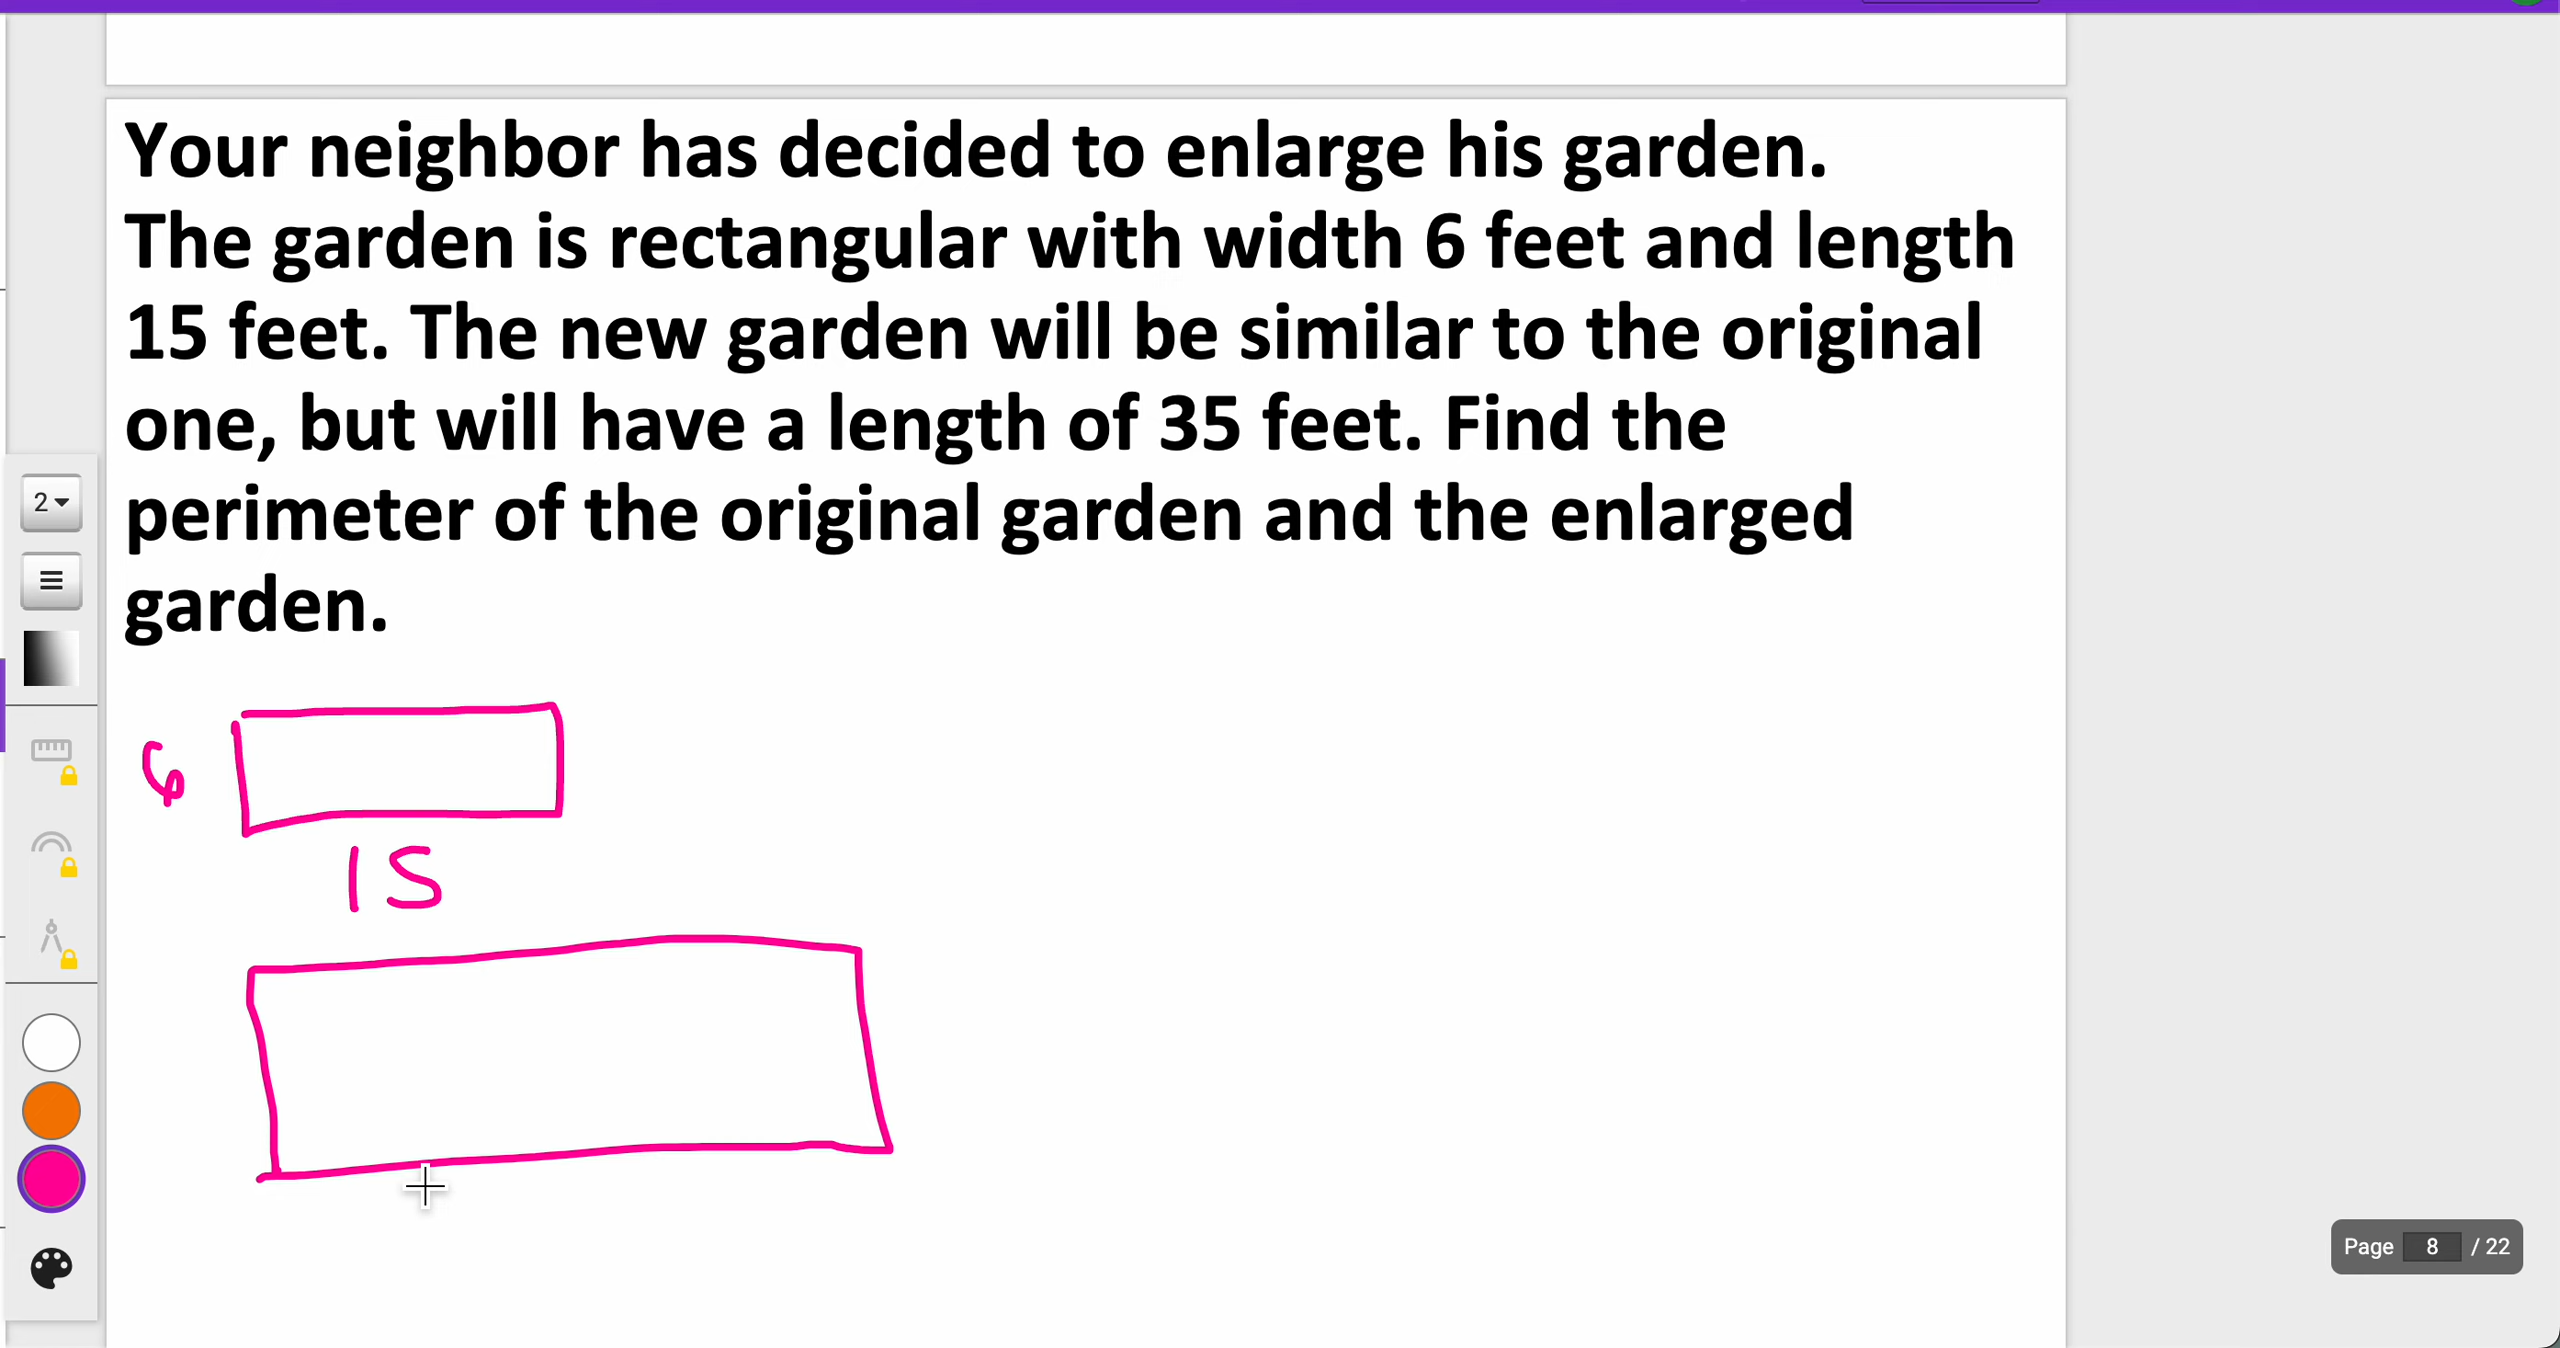 Your neighbor has decided to enlarge his garden.
The garden is rectangular with width 6 feet and length
15 feet. The new garden will be similar to the original
one, but will have a length of 35 feet. Find the
perimeter of the original garden and the enlarged
garden.
2
6
15
Page 8 / 22